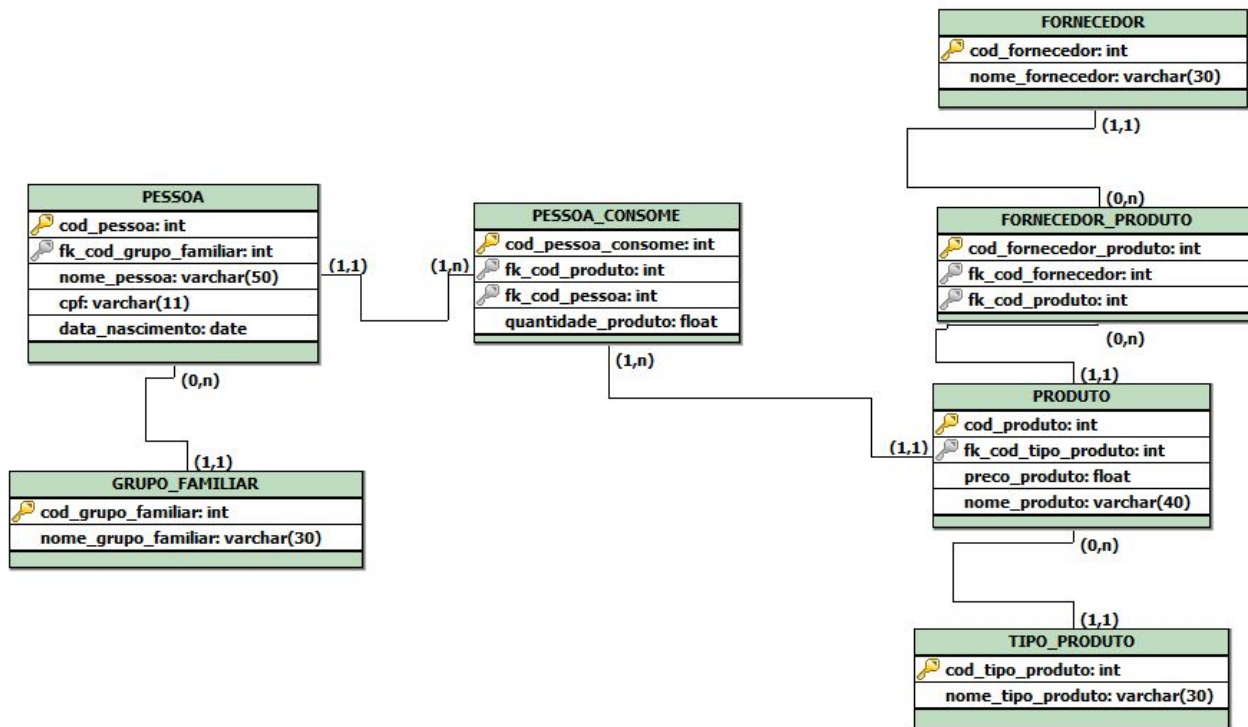 FORNECEDOR
cod_fornecedor: int
nome_fornecedor: varchar(30)
(1,1)
(0,n)
FORNECEDOR_PRODUTO
cod_fornecedor_produto: int
fk_cod_fornecedor: int
fk_cod_produto: int
(0,n)
(1,1)
PESSOA
cod_pessoa: int
fk_cod_grupo_familiar: int
nome_pessoa: varchar(50)
cpf: varchar(11)
data_nascimento: date
(1,1)
(1,n)
(0,n)
PESSOA_CONSOME
cod_pessoa_consome: int
fk_cod_produto: int
fk_cod_pessoa: int
quantidade_produto: float
(1,n)
(1,1)
PRODUTO
cod_produto: int
fk_cod_tipo_produto: int
preco_produto: float
nome_produto: varchar(40)
(0,n)
(1,1)
GRUPO_FAMILIAR
cod_grupo_familiar: int
nome_grupo_familiar: varchar(30)
(1,1)
TIPO_PRODUTO
cod_tipo_produto: int
nome_tipo_produto: varchar(30)